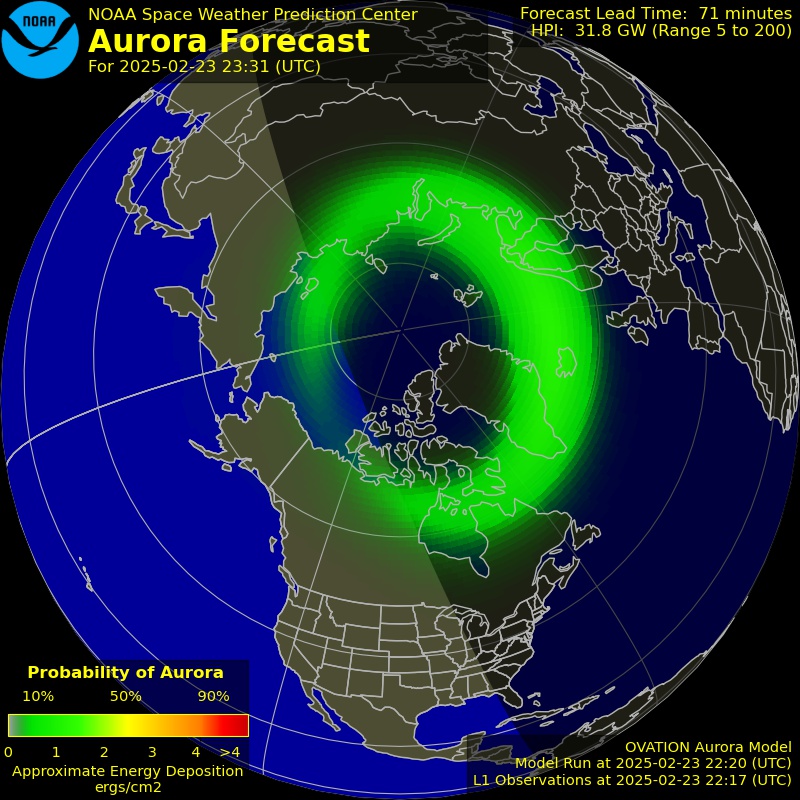 NOAA
NOAA Space Weather Prediction Center
Aurora Forecast
For 2025-02-23 23:31 (UTC)
Forecast Lead Time: 71 minutes
HPI: 31.8 GW (Range 5 to 200)
Probability of Aurora
10% 50% 90%
0 1 2 3 4 >4
Approximate Energy Deposition
ergs/cm2
OVATION Aurora Model
Model Run at 2025-02-23 22:20 (UTC)
L1 Observations at 2025-02-23 22:17 (UTC)